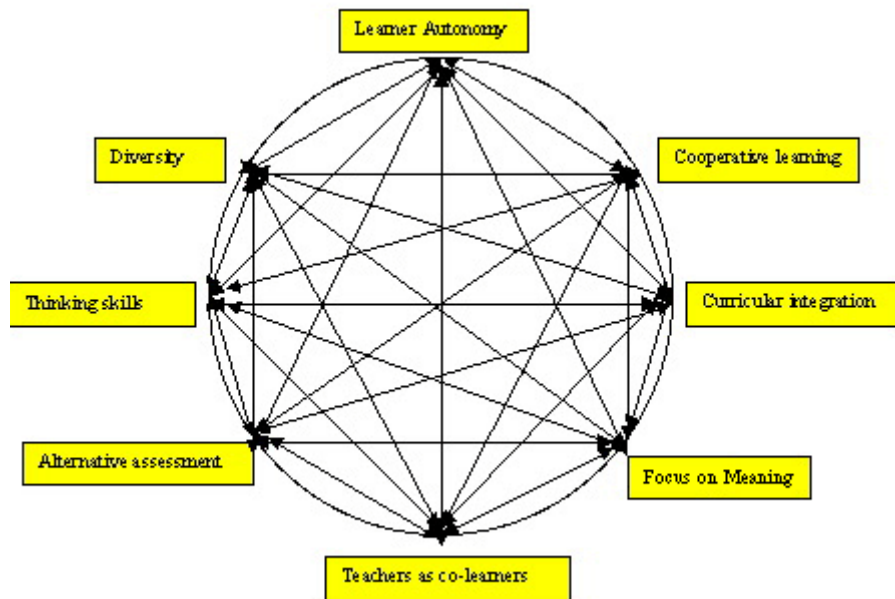 Learner Autonomy
Diversity
Cooperative learning
Thinking skills
Curricular integration
Alternative assessment
Focus on Meaning
Teachers as co-learners